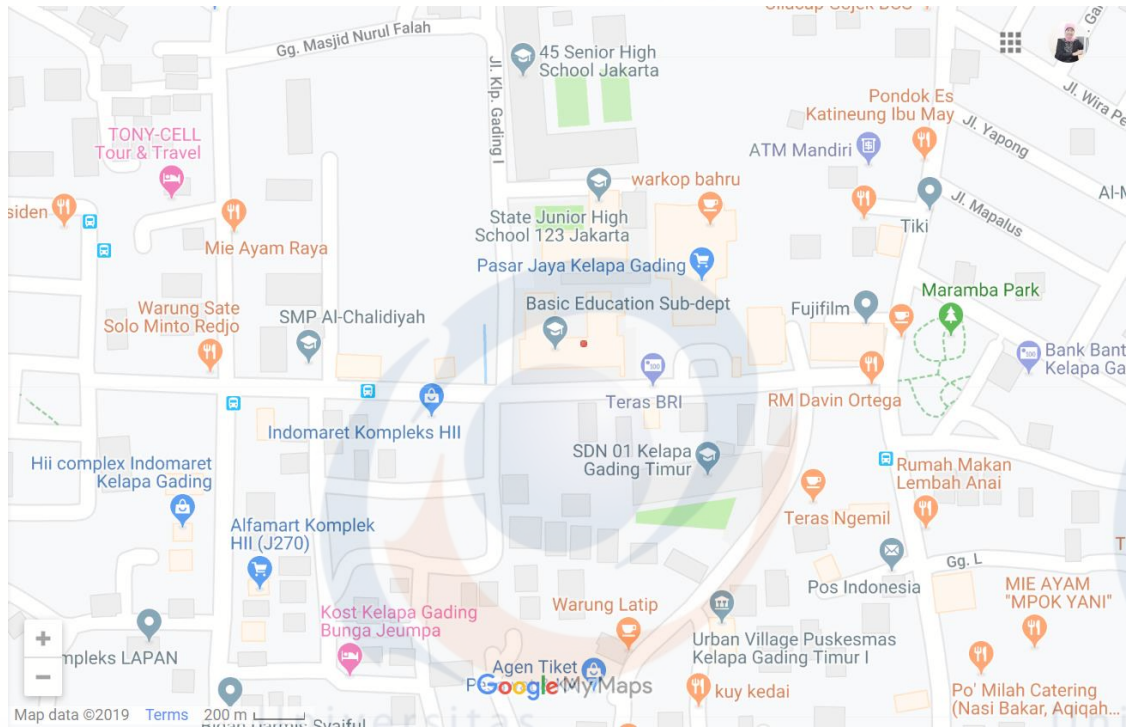 Gg. Masjid Nurul Falah
Jl. Klp. Gading I
45 Senior High
School Jakarta
Jl. Wira
Pondok Es
Katineung Ibu May
Jl. Yapong
TONY-CELL
Tour & Travel
ATM Mandiri
warkop bahru
siden
State Junior High
School 123 Jakarta
Tiki
Jl. Mapalus
Mie Ayam Raya
Pasar Jaya Kelapa Gading
Maramba Park
Warung Sate
Solo Minto Redjo
SMP Al-Chalidiyah
Basic Education Sub-dept
Fujifilm
Bank Bant
Kelapa Ga
Teras BRI
RM Davin Ortega
Indomaret Kompleks HII
SDN 01 Kelapa
Gading Timur
Rumah Makan
Lembah Anai
Hii complex Indomaret
Kelapa Gading
Teras Ngemil
Alfamart Komplek
HII (J270)
Gg. L
Pos Indonesia
MIE AYAM
"MPOK YANI"
Kost Kelapa Gading
Bunga Jeumpa
Warung Latip
Urban Village Puskesmas
Kelapa Gading Timur I
mpleks LAPAN
Agen Tiket
Google My Maps
kuy kedai
Po' Milah Catering
(Nasi Bakar, Aqiqah...
Map data ©2019 Terms 200 m